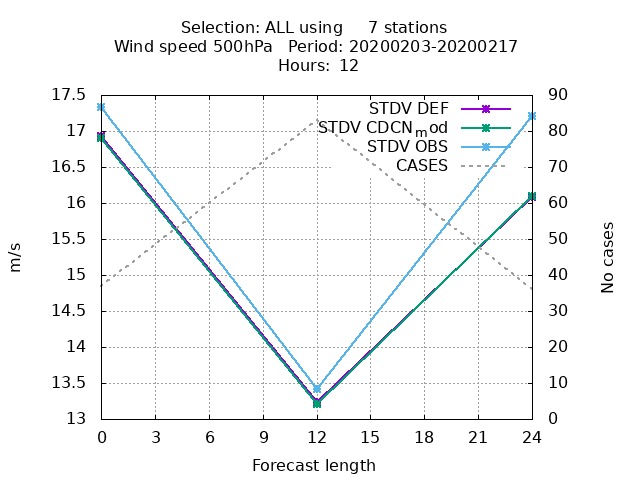 Selection: ALL using     7 stations
Wind speed 500hPa   Period: 20200203-20200217
Hours: 12
17.5
17
16.5
16
15.5
15
14.5
14
13.5
13
90
80
70
60
50
40
30
20
10
0
STDV DEF
STDV CDCN_mod
STDV OBS
CASES
m/s
No cases
0 3 6 9 12 15 18 21 24
Forecast length